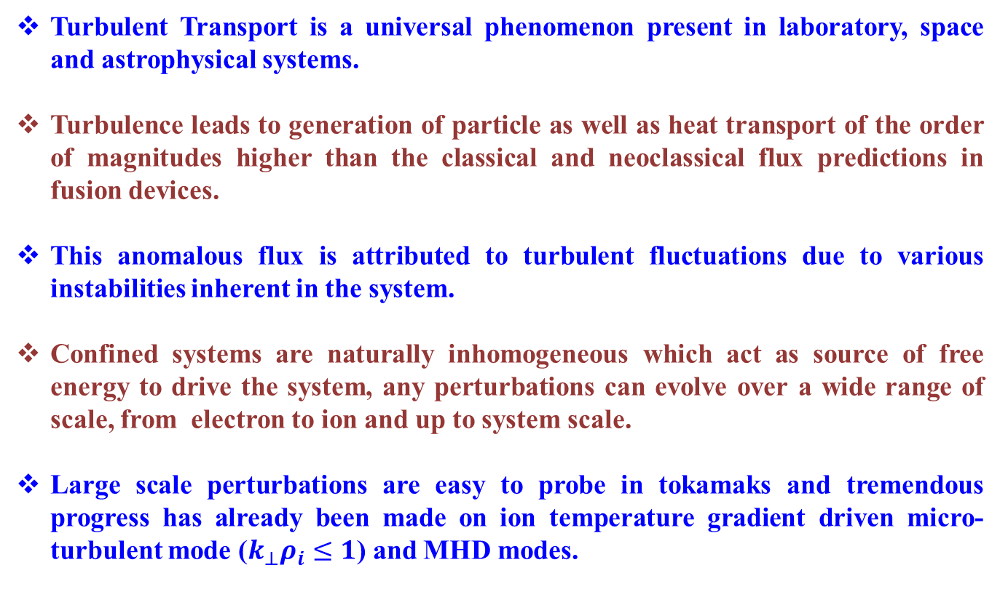 ❖ Turbulent Transport is a universal phenomenon present in laboratory, space
and astrophysical systems.
❖ Turbulence leads to generation of particle as well as heat transport of the order
of magnitudes higher than the classical and neoclassical flux predictions in
fusion devices.
❖ This anomalous flux is attributed to turbulent fluctuations due to various
instabilities inherent in the system.
❖ Confined systems are naturally inhomogeneous which act as source of free
energy to drive the system, any perturbations can evolve over a wide range of
scale, from electron to ion and up to system scale.
❖ Large scale perturbations are easy to probe in tokamaks and tremendous
progress has already been made on ion temperature gradient driven micro-
turbulent mode (k⊥ρi ≤ 1) and MHD modes.